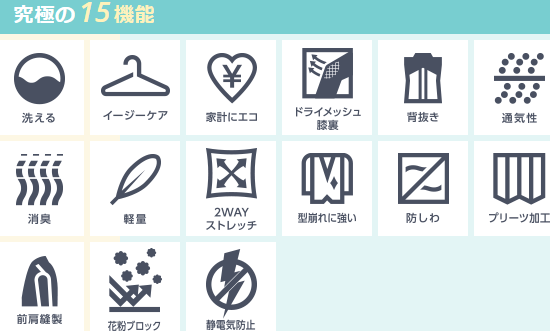 究極の15機能
洗える
イージーケア
家計にエコ
ドライメッシュ
膝裏
背抜き
通気性
消臭
軽量
2WAY
ストレッチ
型崩れに強い
防しわ
プリーツ加工
前肩縫製
花粉ブロック
静電気防止